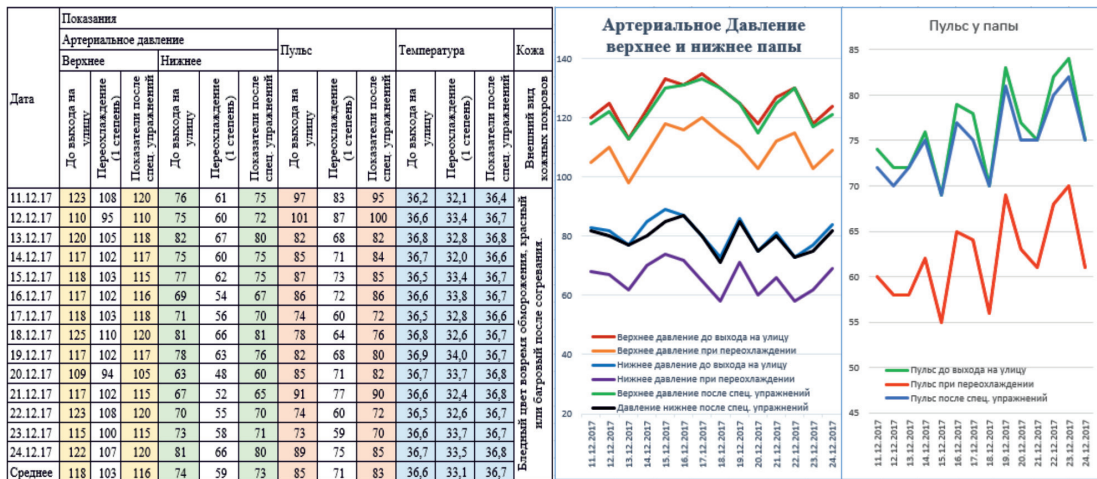 Показания
Артериальное давление
Пульс
Температура
Кожа
Верхнее
Нижнее
Дата
До выхода на улицу
Переохлаждение (1 степень)
Показатели после спец. упражнений
До выхода на улицу
Переохлаждение (1 степень)
Показатели после спец. упражнений
До выхода на улицу
Переохлаждение (1 степень)
Показатели после спец. упражнений
До выхода на улицу
Переохлаждение (1 степень)
Показатели после спец. упражнений
Внешний вид кожных покровов
11.12.17 123 108 120 76 61 75 97 83 95 36,2 32,1 36,4
12.12.17 110 95 110 75 60 72 101 87 100 36,6 33,4 36,7
13.12.17 120 105 118 82 67 80 82 68 82 36,8 32,8 36,8
14.12.17 117 102 117 75 60 75 85 71 84 36,7 32,0 36,6
15.12.17 118 103 115 77 62 75 87 73 85 36,5 33,4 36,7
16.12.17 117 102 116 69 54 67 86 72 86 36,6 33,8 36,7
17.12.17 118 103 118 71 56 70 74 60 72 36,5 32,8 36,6
18.12.17 125 110 120 81 66 81 78 64 76 36,8 32,6 36,7
19.12.17 117 102 117 78 63 76 82 68 80 36,9 34,0 36,7
20.12.17 109 94 105 63 48 60 85 71 82 36,7 33,7 36,8
21.12.17 117 102 115 67 52 65 91 77 90 36,6 32,4 36,8
22.12.17 123 108 120 70 55 70 74 60 72 36,5 32,6 36,7
23.12.17 115 100 115 73 58 71 73 59 70 36,6 33,7 36,7
24.12.17 122 107 120 81 66 80 89 75 85 36,7 33,5 36,8
Среднее 118 103 116 74 59 73 85 71 83 36,6 33,1 36,7
Бледный цвет вовремя обморожения, красный
или багровый после согревания.
Артериальное Давление
верхнее и нижнее папы
140
120
100
80
60
40
20
Верхнее давление до выхода на улицу
Верхнее давление при переохлаждении
Нижнее давление до выхода на улицу
Нижнее давление при переохлаждении
Верхнее давление после спец. упражнений
Давление нижнее после спец. упражнений
11.12.2017
12.12.2017
13.12.2017
14.12.2017
15.12.2017
16.12.2017
17.12.2017
18.12.2017
19.12.2017
20.12.2017
21.12.2017
22.12.2017
23.12.2017
24.12.2017
Пульс у папы
85
80
75
70
65
60
55
50
45
Пульс до выхода на улицу
Пульс при переохлаждении
Пульс после спец. упражнений
11.12.2017
12.12.2017
13.12.2017
14.12.2017
15.12.2017
16.12.2017
17.12.2017
18.12.2017
19.12.2017
20.12.2017
21.12.2017
22.12.2017
23.12.2017
24.12.2017